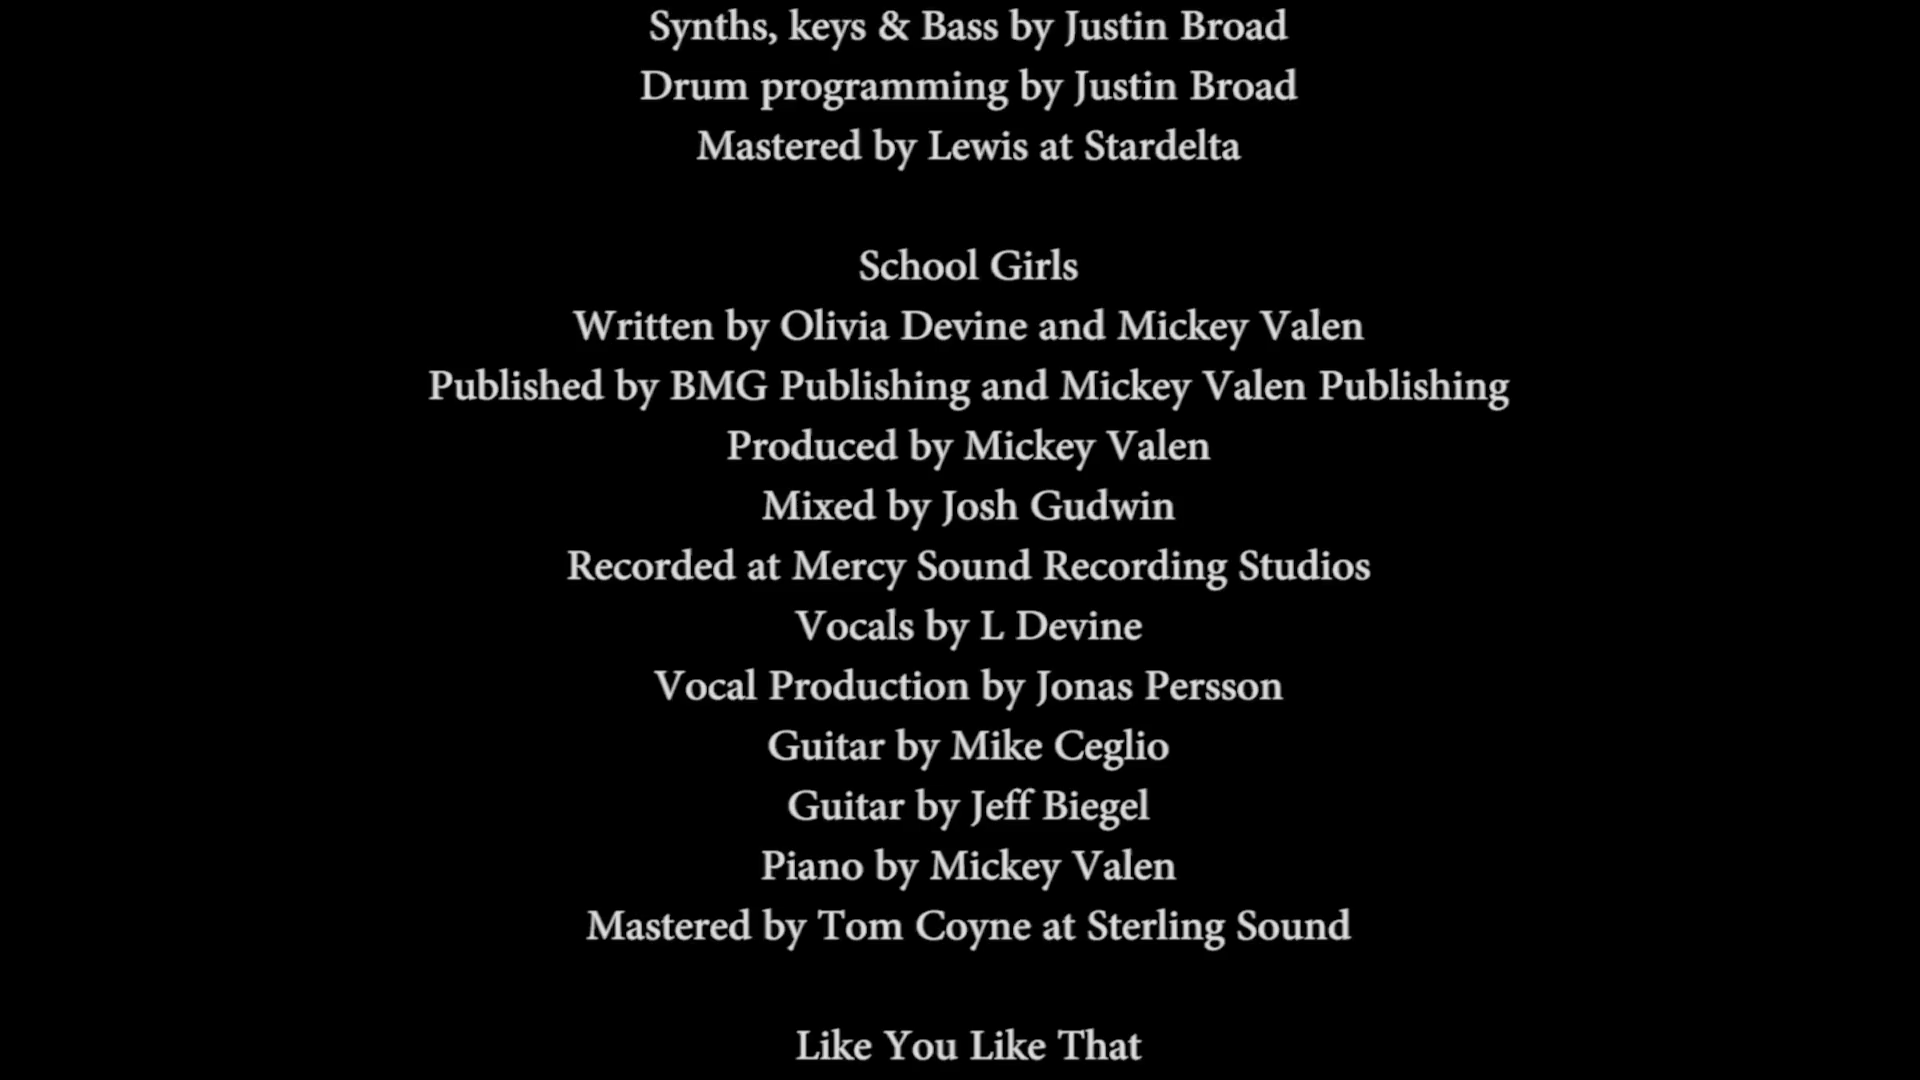 Synths, keys & Bass by Justin Broad
Drum programming by Justin Broad
Mastered by Lewis at Stardelta
School Girls
Written by Olivia Devine and Mickey Valen
Published by BMG Publishing and Mickey Valen Publishing
Produced by Mickey Valen
Mixed by Josh Gudwin
Recorded at Mercy Sound Recording Studios
Vocals by L Devine
Vocal Production by Jonas Persson
Guitar by Mike Ceglio
Guitar by Jeff Biegel
Piano by Mickey Valen
Mastered by Tom Coyne at Sterling Sound
Like You Like That